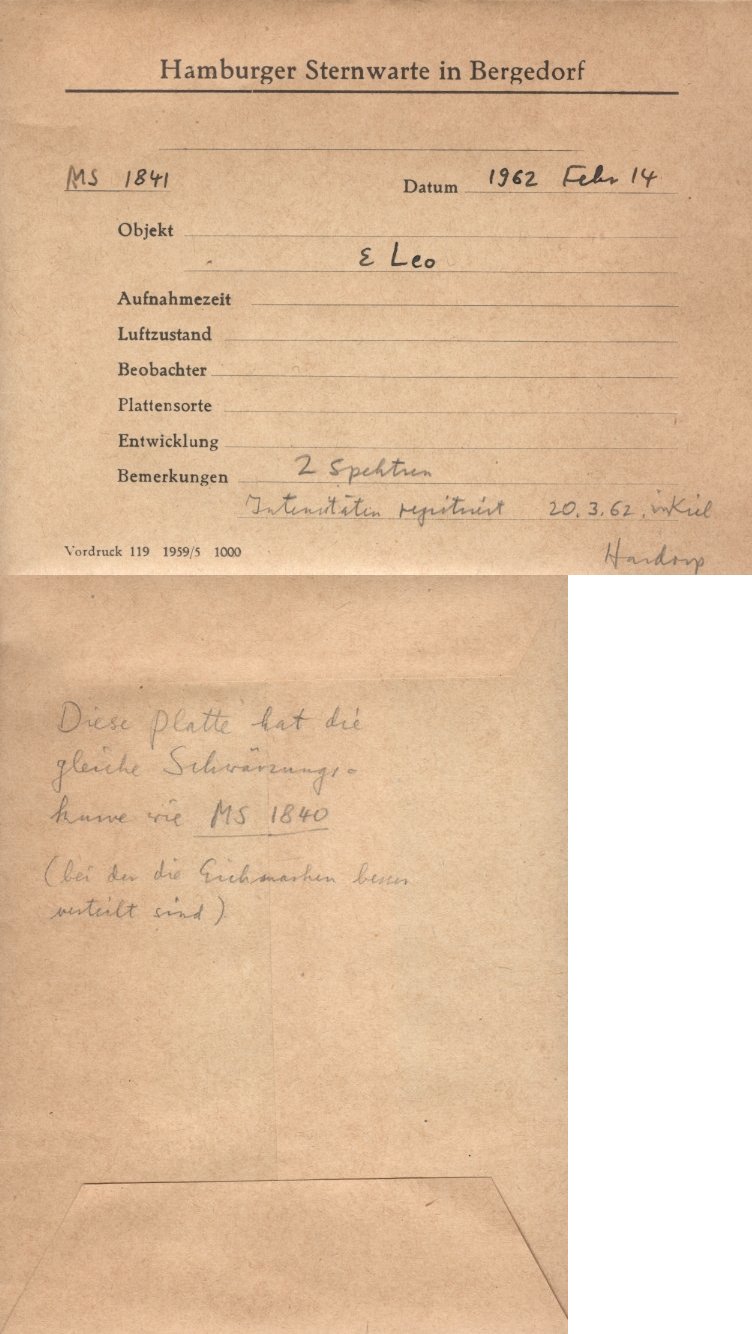 Hamburger Sternwarte in Bergedorf
MS 1841
Datum 1962 Febr 14
Objekt
ε Leo
Aufnahmezeit
Luftzustand
Beobachter
Plattensorte
Entwicklung
Bemerkungen 2 Spektren
Intensitäten registriert 20.3.62. in Kiel
Vordruck 119 1959/5 1000 Hardorp
Diese Platte hat die
gleiche Schwärzungs-
kurve wie MS 1840
(bei der die Eichmarken besser
verteilt sind)